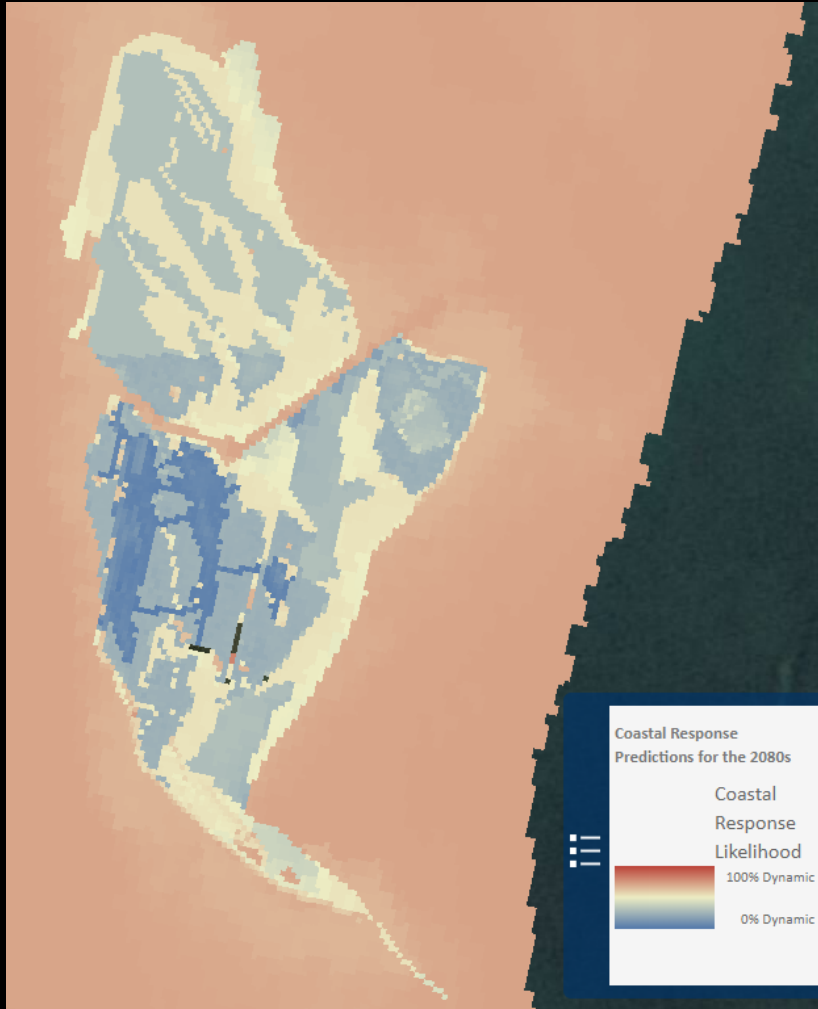 Coastal Response
Predictions for the 2080s
Coastal
Response
Likelihood
100% Dynamic
0% Dynamic